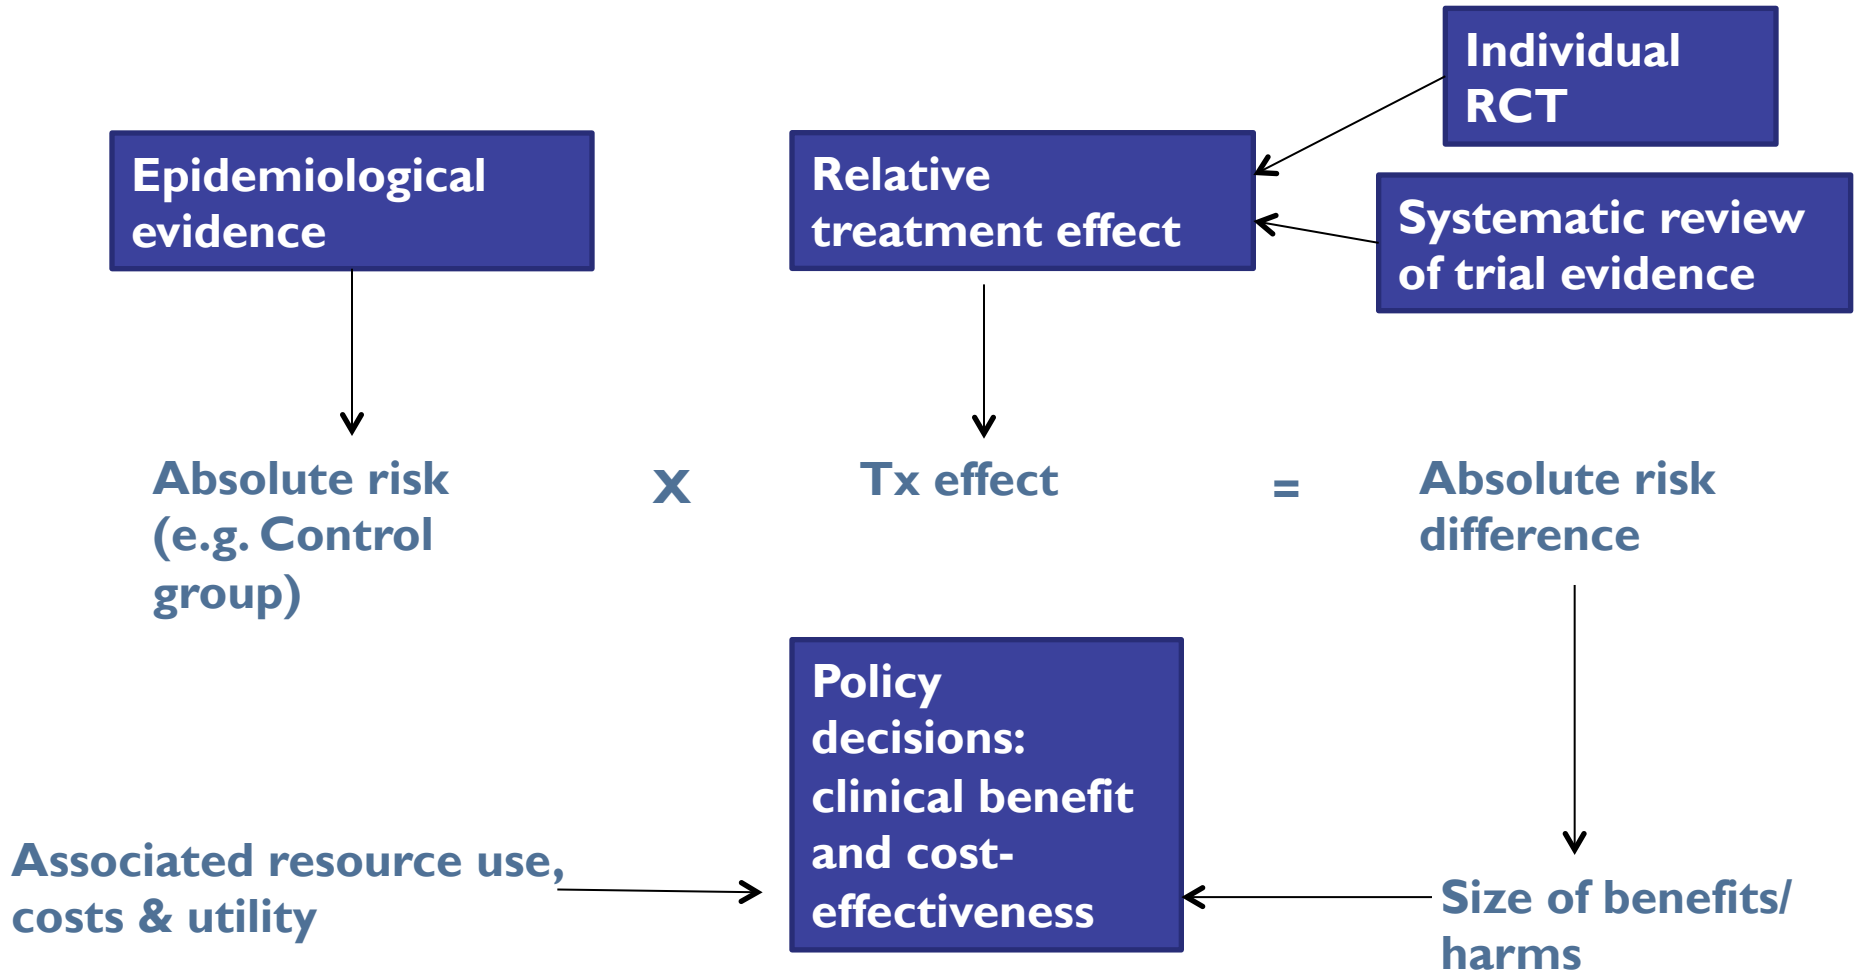 Individual
RCT
Epidemiological
evidence
Relative
treatment effect
Systematic review
of trial evidence
Absolute risk
(e.g. Control
group)
x
Tx effect
=
Absolute risk
difference
Policy
decisions:
clinical benefit
and cost-
effectiveness
Associated resource use,
costs & utility
Size of benefits/
harms